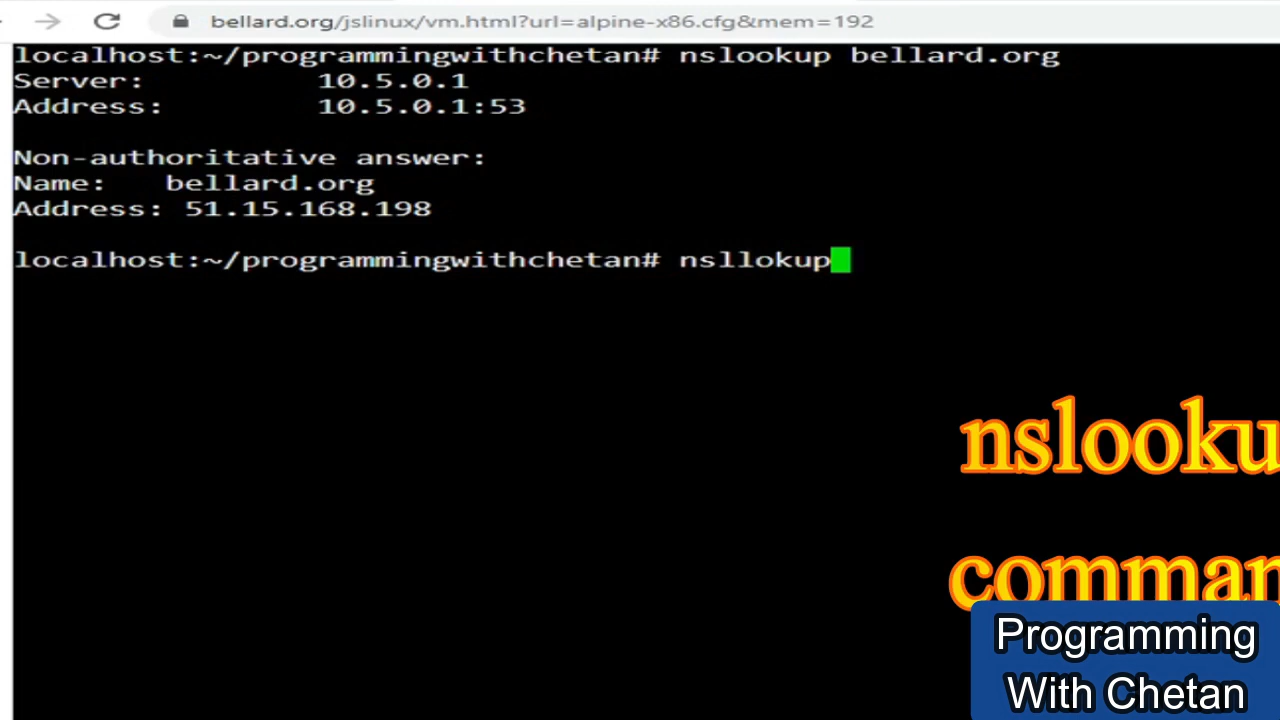 bellard.org/jslinux/vm.html?url=alpine-x86.cfg&mem=192
localhost:~/programmingwithchetan# nslookup bellard.org
Server: 10.5.0.1
Address: 10.5.0.1:53
Non-authoritative answer:
Name: bellard.org
Address: 51.15.168.198
localhost:~/programmingwithchetan# nsllokup
nslooku
comman
Programming
With Chetan